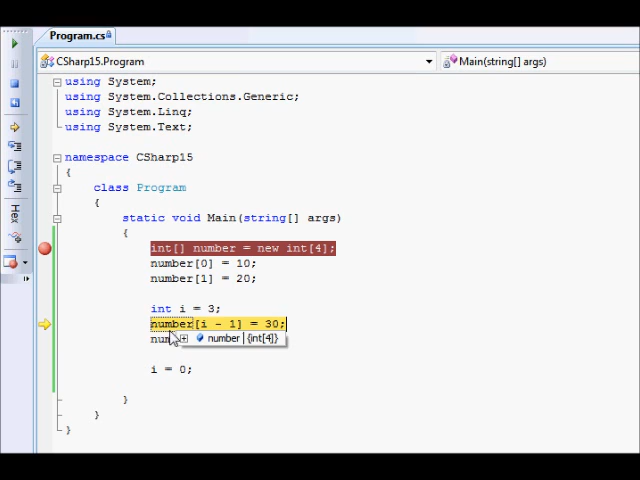 Program.cs
CSharp15.Program
Main(string[] args)
using System;
using System.Collections.Generic;
using System.Linq;
using System.Text;
namespace CSharp15
{
class Program
{
static void Main(string[] args)
{
int[] number = new int[4];
number[0] = 10;
number[1] = 20;
int i = 3;
number[i - 1] = 30;
num
number {int[4]}
i = 0;
}
}
}
Hex